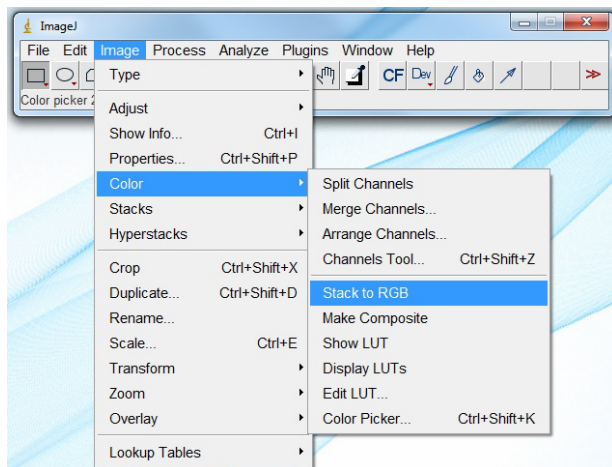 ImageJ
File Edit Image Process Analyze Plugins Window Help
CF Dev
Color picker 2
Type
Adjust
Show Info... Ctrl+I
Properties... Ctrl+Shift+P
Color
Stacks
Hyperstacks
Crop Ctrl+Shift+X
Duplicate... Ctrl+Shift+D
Rename...
Scale... Ctrl+E
Transform
Zoom
Overlay
Lookup Tables
Split Channels
Merge Channels...
Arrange Channels...
Channels Tool... Ctrl+Shift+Z
Stack to RGB
Make Composite
Show LUT
Display LUTs
Edit LUT...
Color Picker... Ctrl+Shift+K